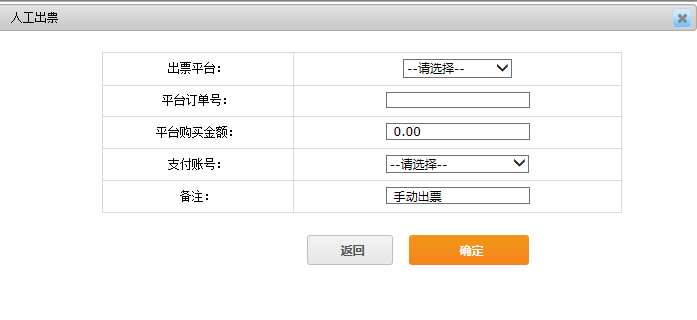 人工出票
出票平台： --请选择--
平台订单号：
平台购买金额： 0.00
支付账号： --请选择--
备注： 手动出票
返回 确定